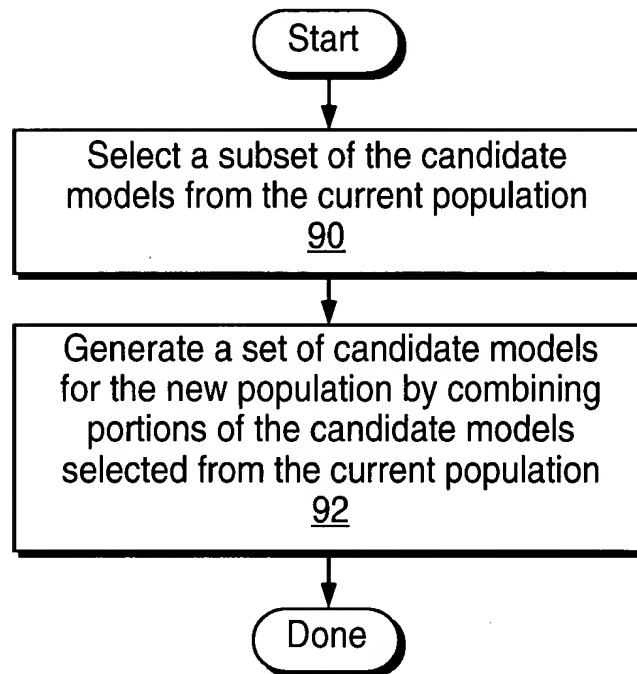 Start
Select a subset of the candidate
models from the current population
90
Generate a set of candidate models
for the new population by combining
portions of the candidate models
selected from the current population
92
Done